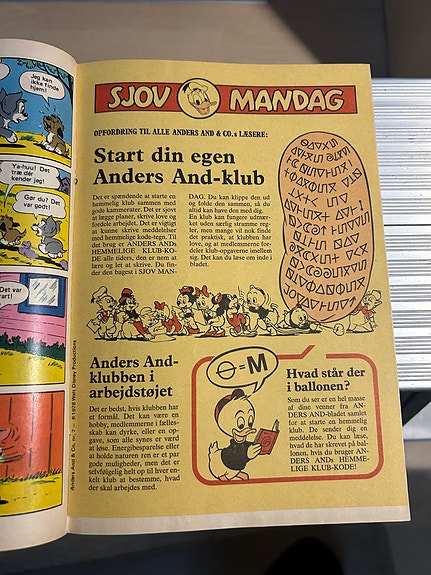 Jeg kan
ikke finde
hjem!
Ya-huu! Det
træ dér
kender jeg!
Gør du? Det
var godt!
Det var
rart!
Anders And & Co. nr. 7 — © 1978 Walt Disney Productions
SJOV MANDAG
OPFORDRING TIL ALLE ANDERS AND & CO.s LÆSERE:
Start din egen
Anders And-klub
Det er spændende at starte en
hemmelig klub sammen med
gode kammerater. Det er sjovt
at lægge planer, skrive love og
fordele arbejdet. Det er vigtigt
at kunne skrive meddelelser
med hemmelige kode-tegn. Til
det brug er ANDERS ANDs
HEMMELIGE KLUB-KO-
DE alle tiders, den er nem at
lære og let at skrive. Du fin-
der den bagest i SJOV MAN-
DAG. Du kan klippe den ud
og folde den sammen, så du
altid kan have den med dig.
En klub kan fungere udmær-
ket uden særlig stramme reg-
ler, men mange vil nok finde
det praktisk, at klubben har
love, og at medlemmerne for-
deler klub-opgaverne imellem
sig. Det kan du læse om inde i
bladet.
Anders And-
klubben i
arbejdstøjet
Det er bedst, hvis klubben har
et formål. Det kan være en
hobby, medlemmerne i fælles-
skab kan dyrke, eller en op-
gave, som alle synes er værd
at løse. Energibesparelse eller
at holde naturen ren er et par
gode muligheder, men det er
selvfølgelig helt op til hver en-
kelt klub at bestemme, hvad
der skal arbejdes med.
=M
Hvad står der
i ballonen?
Som du ser er en hel masse
af dine venner fra AN-
DERS AND-bladet samlet
for at starte en hemmelig
klub. De sender dig en
meddelelse. Du kan læse,
hvad de har skrevet på bal-
lonen, hvis du bruger AN-
DERS ANDs HEMME-
LIGE KLUB-KODE!